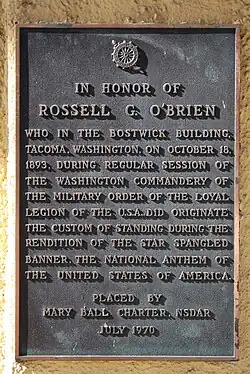 IN HONOR OF
ROSSELL G. O'BRIEN
WHO IN THE BOSTWICK BUILDING,
TACOMA, WASHINGTON, ON OCTOBER 18,
1893, DURING REGULAR SESSION OF
THE WASHINGTON COMMANDERY OF
THE MILITARY ORDER OF THE LOYAL
LEGION OF THE U.S.A. DID ORIGINATE
THE CUSTOM OF STANDING DURING THE
RENDITION OF THE STAR SPANGLED
BANNER, THE NATIONAL ANTHEM OF
THE UNITED STATES OF AMERICA.
PLACED BY
MARY BALL CHARTER, NSDAR
JULY 1970